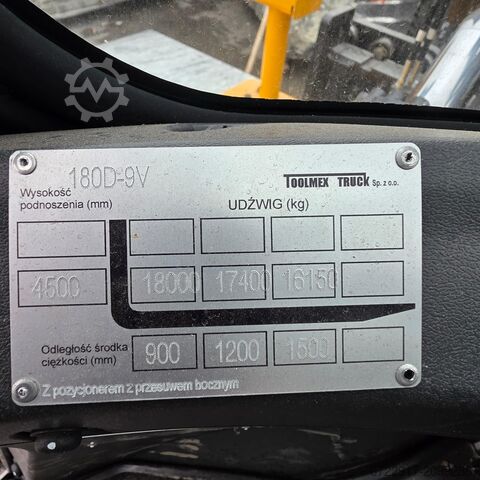 180D-9V
TOOLMEX TRUCK Sp. z o.o.
Wysokość
podnoszenia (mm)
UDŹWIG (kg)
4500 18000 17400 16150
Odległość środka
ciężkości (mm)
900 1200 1500
Z pozycjonerem z przesuwem bocznym